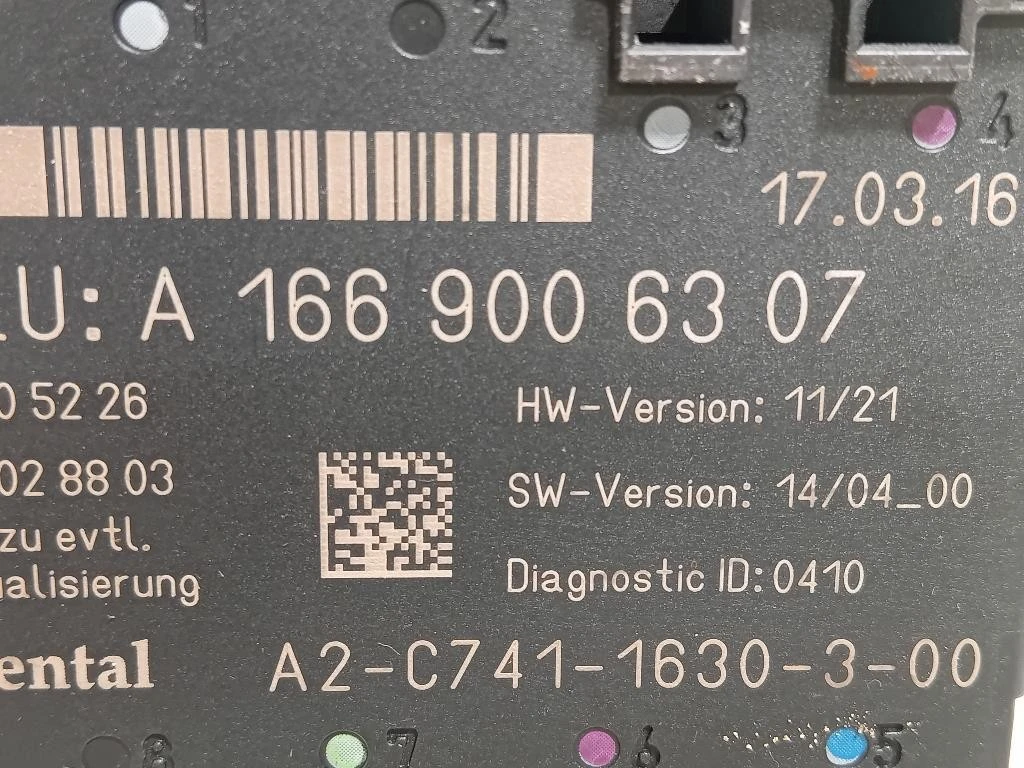 1 2
3 4
17.03.16
.U: A 166 900 63 07
0 52 26
HW-Version: 11/21
02 88 03
SW-Version: 14/04_00
zu evtl.
ualisierung
Diagnostic ID: 0410
ental
A2-C741-1630-3-00
8 7 6 5